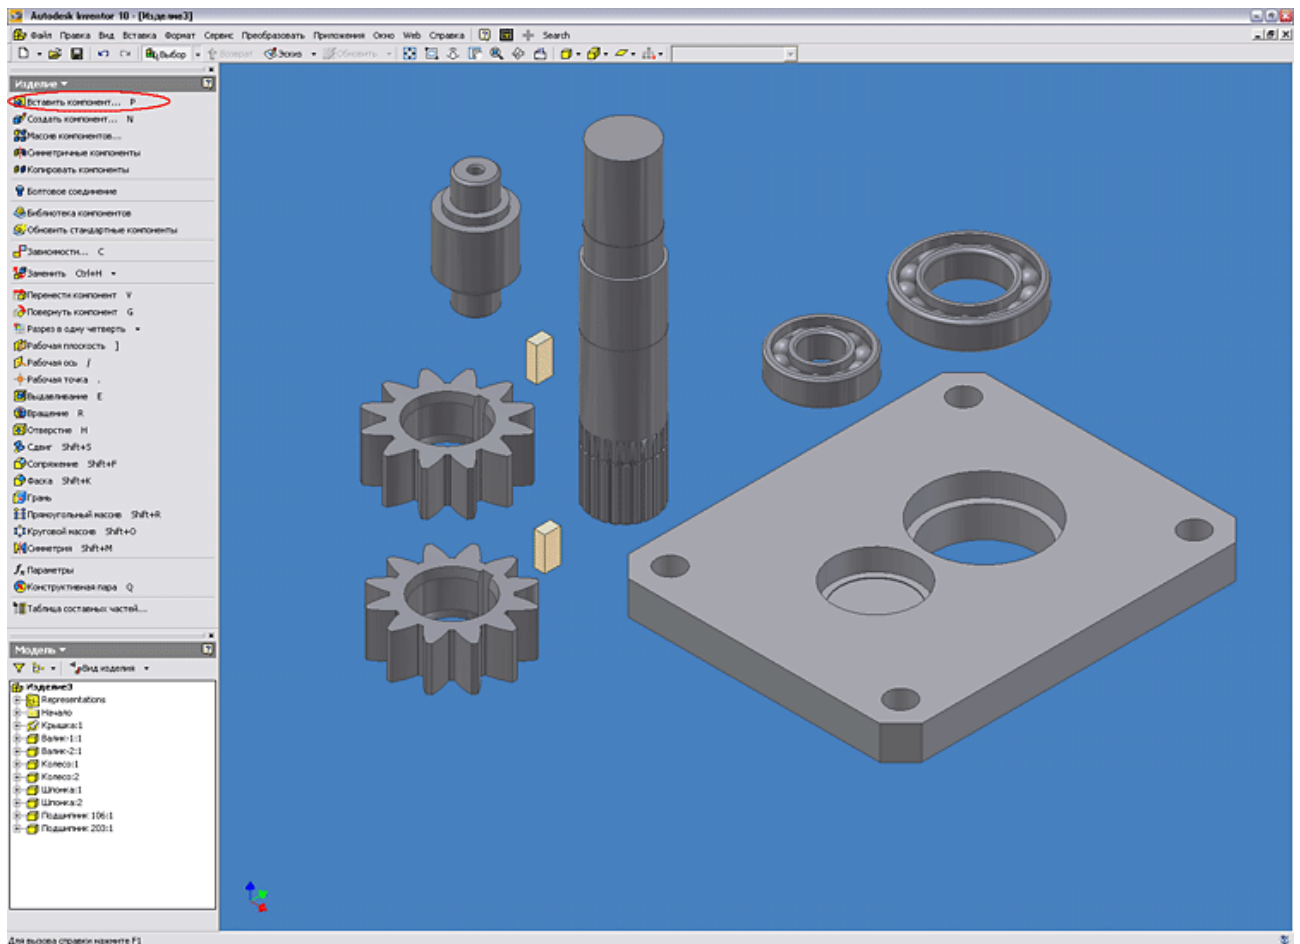 Autodesk Inventor 10 - [Изделие3]
Файл Правка Вид Вставка Формат Сервис Преобразовать Приложения Окно Web Справка Search
Выбор Возврат Эскиз Обновить
Изделие
Вставить компонент... P
Создать компонент... N
Массив компонентов...
Симметричные компоненты
Копировать компоненты
Болтовое соединение
Библиотека компонентов
Обновить стандартные компоненты
Зависимости... C
Заменить Ctrl+H
Перенести компонент V
Повернуть компонент G
Разрез в одну четверть
Рабочая плоскость ]
Рабочая ось /
Рабочая точка .
Выдавливание E
Вращение R
Отверстие H
Сдвиг Shift+S
Сопряжение Shift+F
Фаска Shift+K
Грань
Прямоугольный массив Shift+R
Круговой массив Shift+O
Симметрия Shift+M
Параметры
Конструктивная пара Q
Таблица составных частей...
Модель
Вид изделия
Изделие3
Representations
Начало
Крышка:1
Валик-1:1
Валик-2:1
Колесо:1
Колесо:2
Шпонка:1
Шпонка:2
Подшипник 106:1
Подшипник 203:1
Для вызова справки нажмите F1